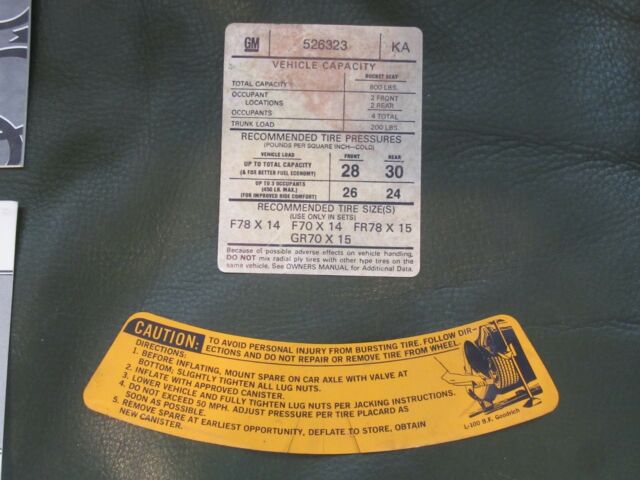 GM 526323 KA
VEHICLE CAPACITY
BUCKET SEAT
TOTAL CAPACITY 800 LBS.
OCCUPANT 2 FRONT
LOCATIONS 2 REAR
OCCUPANTS 4 TOTAL
TRUNK LOAD 200 LBS.
RECOMMENDED TIRE PRESSURES
(POUNDS PER SQUARE INCH—COLD)
VEHICLE LOAD FRONT REAR
UP TO TOTAL CAPACITY 28 30
(& FOR BETTER FUEL ECONOMY)
UP TO 3 OCCUPANTS
(450 LB. MAX.) 26 24
(FOR IMPROVED RIDE COMFORT)
RECOMMENDED TIRE SIZE(S)
(USE ONLY IN SETS)
F78 X 14 F70 X 14 FR78 X 15
GR70 X 15
Because of possible adverse effects on vehicle handling,
DO NOT mix radial ply tires with other type tires on the
same vehicle. See OWNERS MANUAL for Additional Data.
CAUTION: TO AVOID PERSONAL INJURY FROM BURSTING TIRE. FOLLOW DIR-
ECTIONS AND DO NOT REPAIR OR REMOVE TIRE FROM WHEEL.
DIRECTIONS:
1. BEFORE INFLATING, MOUNT SPARE ON CAR AXLE WITH VALVE AT
BOTTOM; SLIGHTLY TIGHTEN ALL LUG NUTS.
2. INFLATE WITH APPROVED CANISTER.
3. LOWER VEHICLE AND FULLY TIGHTEN LUG NUTS PER JACKING INSTRUCTIONS.
4. DO NOT EXCEED 50 MPH. ADJUST PRESSURE PER TIRE PLACARD AS
SOON AS POSSIBLE.
5. REMOVE SPARE AT EARLIEST OPPORTUNITY, DEFLATE TO STORE, OBTAIN
NEW CANISTER.
L-100 B.F. Goodrich